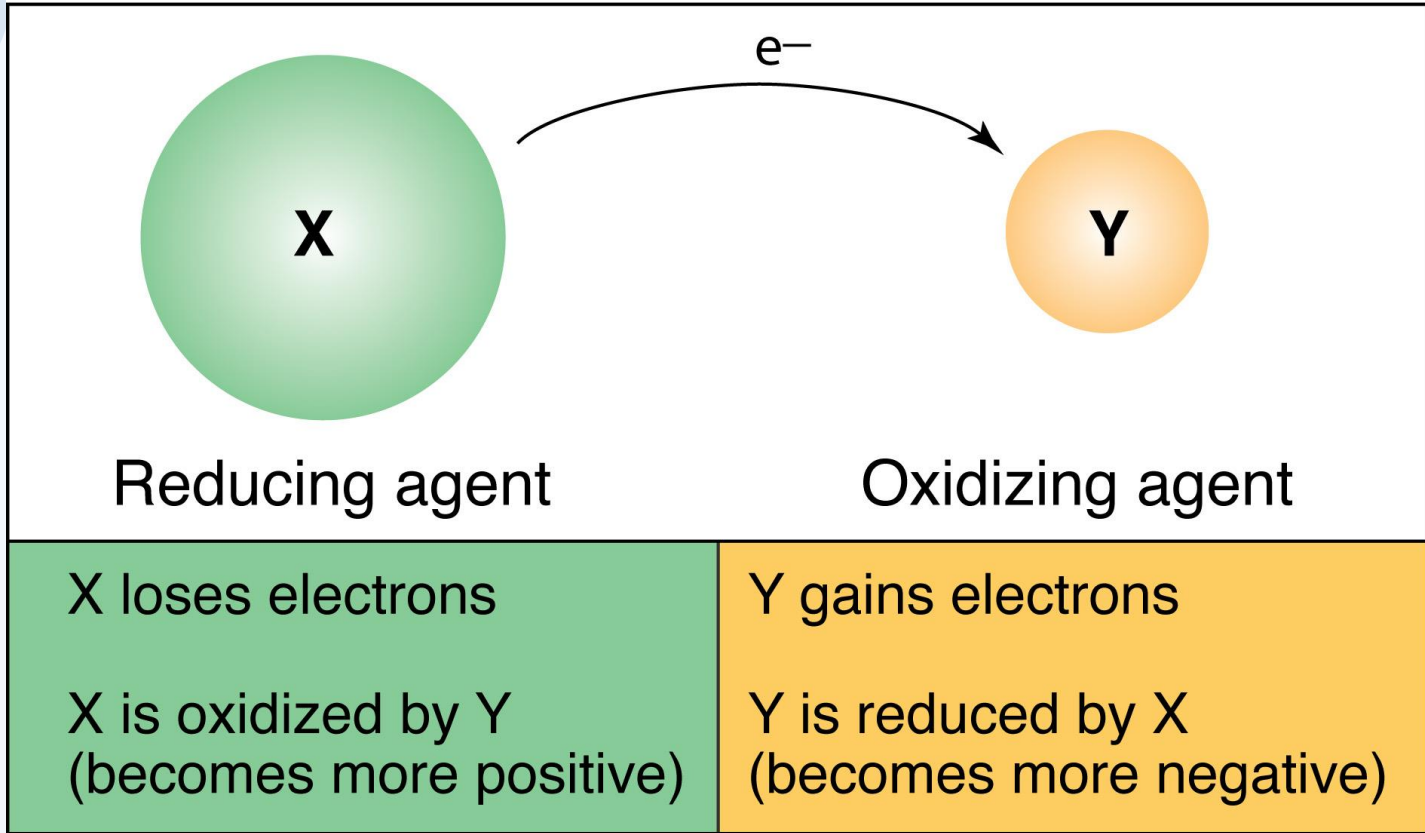 e–
X
Y
Reducing agent
Oxidizing agent
X loses electrons
X is oxidized by Y
(becomes more positive)
Y gains electrons
Y is reduced by X
(becomes more negative)